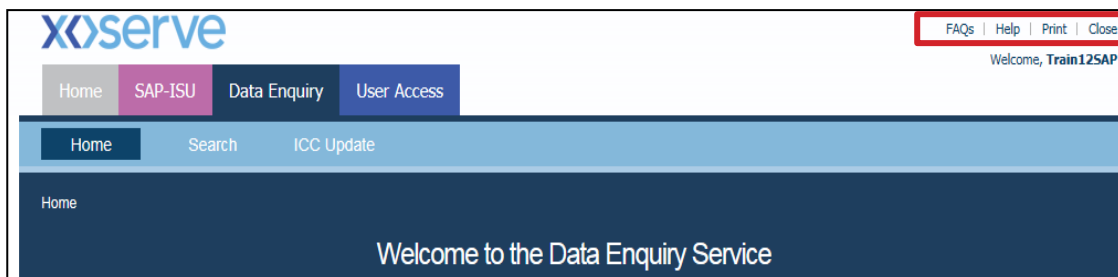 xoserve
FAQs | Help | Print | Close
Welcome, Train12SAP
Home SAP-ISU Data Enquiry User Access
Home Search ICC Update
Home
Welcome to the Data Enquiry Service